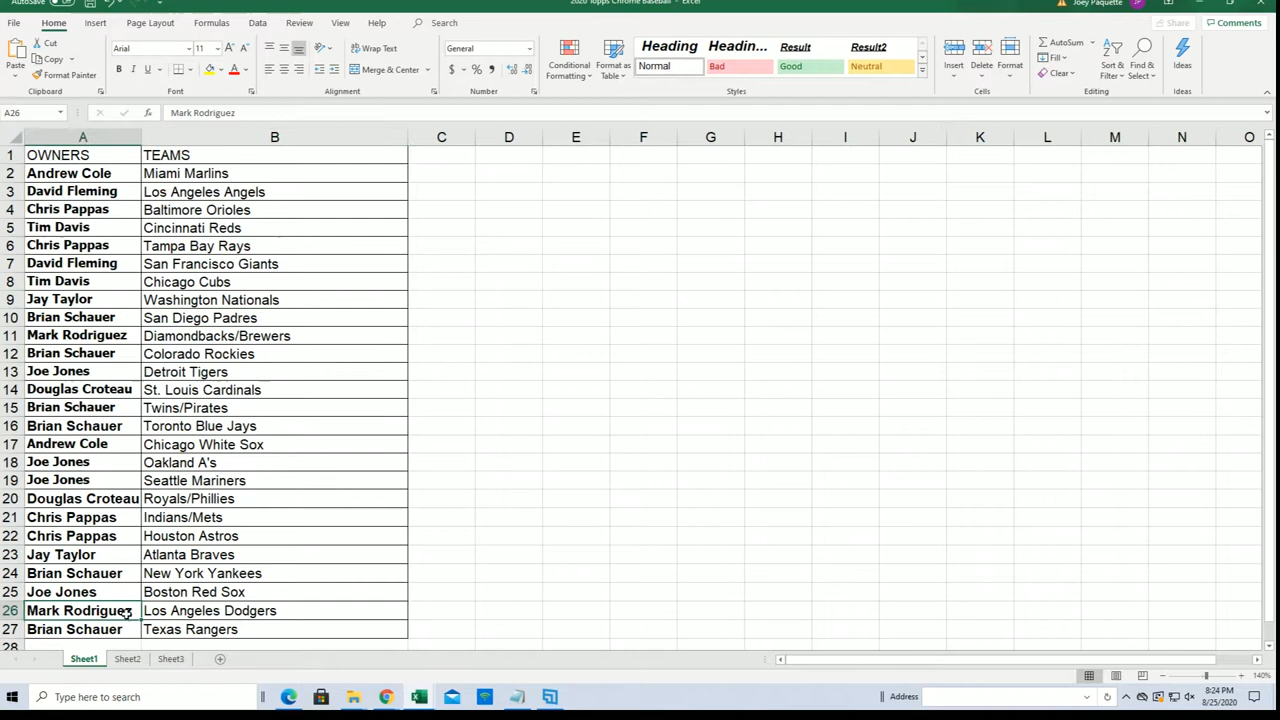 AutoSave
2020 Topps Chrome Baseball - Excel
Joey Paquette
JP
File Home Insert Page Layout Formulas Data Review View Help Search
Share Comments
Paste
Cut
Copy
Format Painter
Clipboard
Arial 11
B I U
Font
Wrap Text
Merge & Center
Alignment
General
$ % ,
Number
Conditional Formatting
Format as Table
Heading Headin... Result Result2
Normal Bad Good Neutral
Styles
Insert Delete Format
Cells
AutoSum
Fill
Clear
Sort & Filter
Find & Select
Editing
Ideas
Ideas
A26 fx Mark Rodriguez
A B C D E F G H I J K L M N O
1 OWNERS TEAMS
2 Andrew Cole Miami Marlins
3 David Fleming Los Angeles Angels
4 Chris Pappas Baltimore Orioles
5 Tim Davis Cincinnati Reds
6 Chris Pappas Tampa Bay Rays
7 David Fleming San Francisco Giants
8 Tim Davis Chicago Cubs
9 Jay Taylor Washington Nationals
10 Brian Schauer San Diego Padres
11 Mark Rodriguez Diamondbacks/Brewers
12 Brian Schauer Colorado Rockies
13 Joe Jones Detroit Tigers
14 Douglas Croteau St. Louis Cardinals
15 Brian Schauer Twins/Pirates
16 Brian Schauer Toronto Blue Jays
17 Andrew Cole Chicago White Sox
18 Joe Jones Oakland A's
19 Joe Jones Seattle Mariners
20 Douglas Croteau Royals/Phillies
21 Chris Pappas Indians/Mets
22 Chris Pappas Houston Astros
23 Jay Taylor Atlanta Braves
24 Brian Schauer New York Yankees
25 Joe Jones Boston Red Sox
26 Mark Rodriguez Los Angeles Dodgers
27 Brian Schauer Texas Rangers
28
Sheet1 Sheet2 Sheet3
140%
Type here to search
Address
8:24 PM
8/25/2020